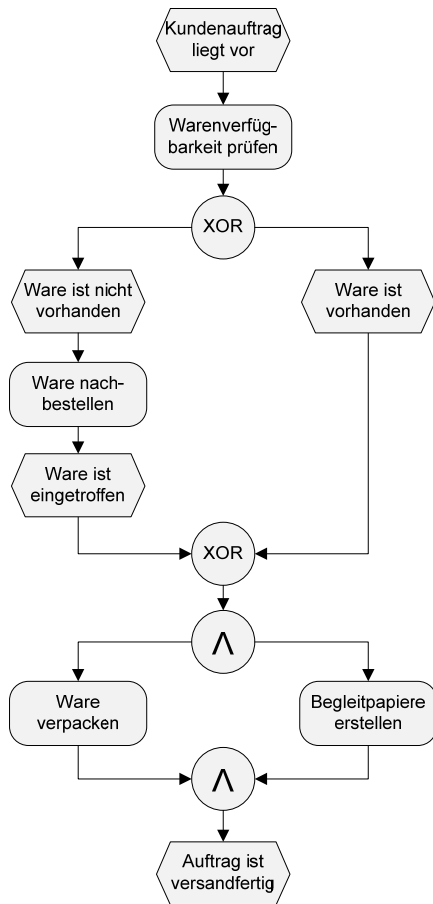 Kundenauftrag
liegt vor
Warenverfüg-
barkeit prüfen
XOR
Ware ist nicht
vorhanden
Ware ist
vorhanden
Ware nach-
bestellen
Ware ist
eingetroffen
XOR
Λ
Ware
verpacken
Begleitpapiere
erstellen
Λ
Auftrag ist
versandfertig